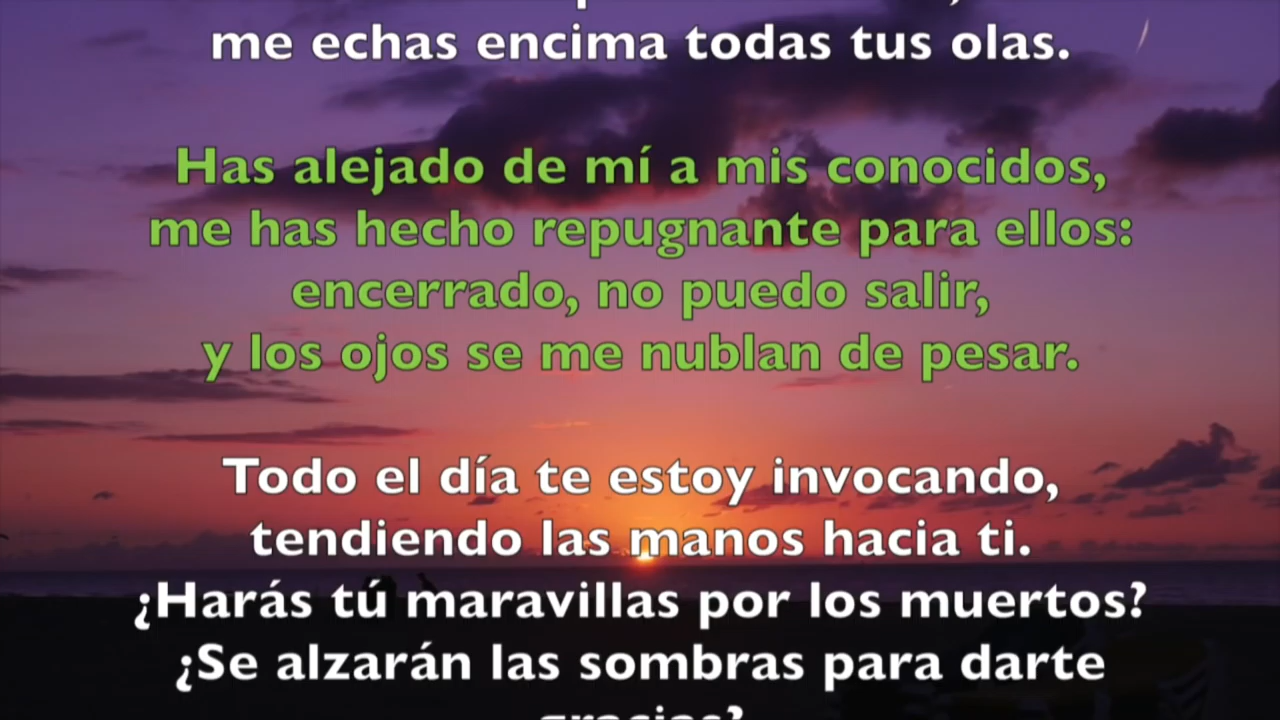 me echas encima todas tus olas.
Has alejado de mí a mis conocidos,
me has hecho repugnante para ellos:
encerrado, no puedo salir,
y los ojos se me nublan de pesar.
Todo el día te estoy invocando,
tendiendo las manos hacia ti.
¿Harás tú maravillas por los muertos?
¿Se alzarán las sombras para darte
gracias?